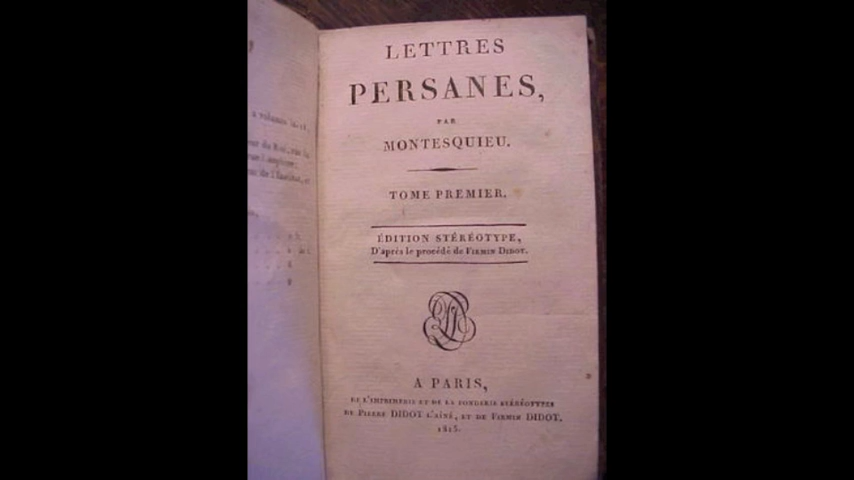 LETTRES
PERSANES,
PAR
MONTESQUIEU.
TOME PREMIER.
ÉDITION STÉRÉOTYPE,
D'après le procédé de FIRMIN DIDOT.
A PARIS,
DE L'IMPRIMERIE ET DE LA FONDERIE STÉRÉOTYPES
DE PIERRE DIDOT L'AÎNÉ, ET DE FIRMIN DIDOT.
1815.